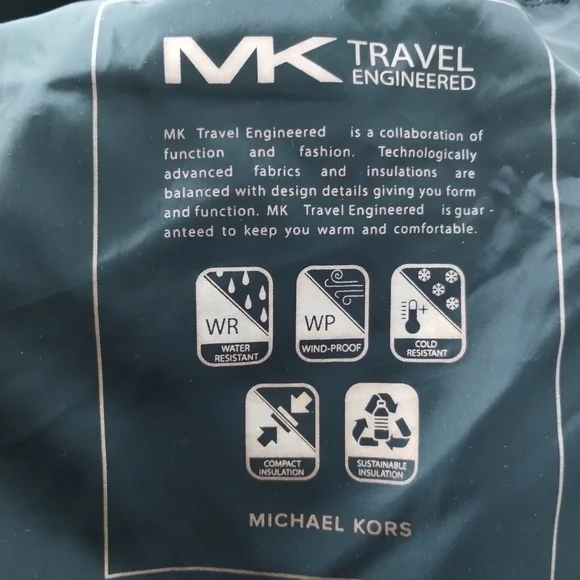 MK TRAVEL
ENGINEERED
MK Travel Engineered is a collaboration of
function and fashion. Technologically
advanced fabrics and insulations are
balanced with design details giving you form
and function. MK Travel Engineered is guar-
anteed to keep you warm and comfortable.
WR
WATER
RESISTANT
WP
WIND-PROOF
+
COLD
RESISTANT
COMPACT
INSULATION
SUSTAINABLE
INSULATION
MICHAEL KORS